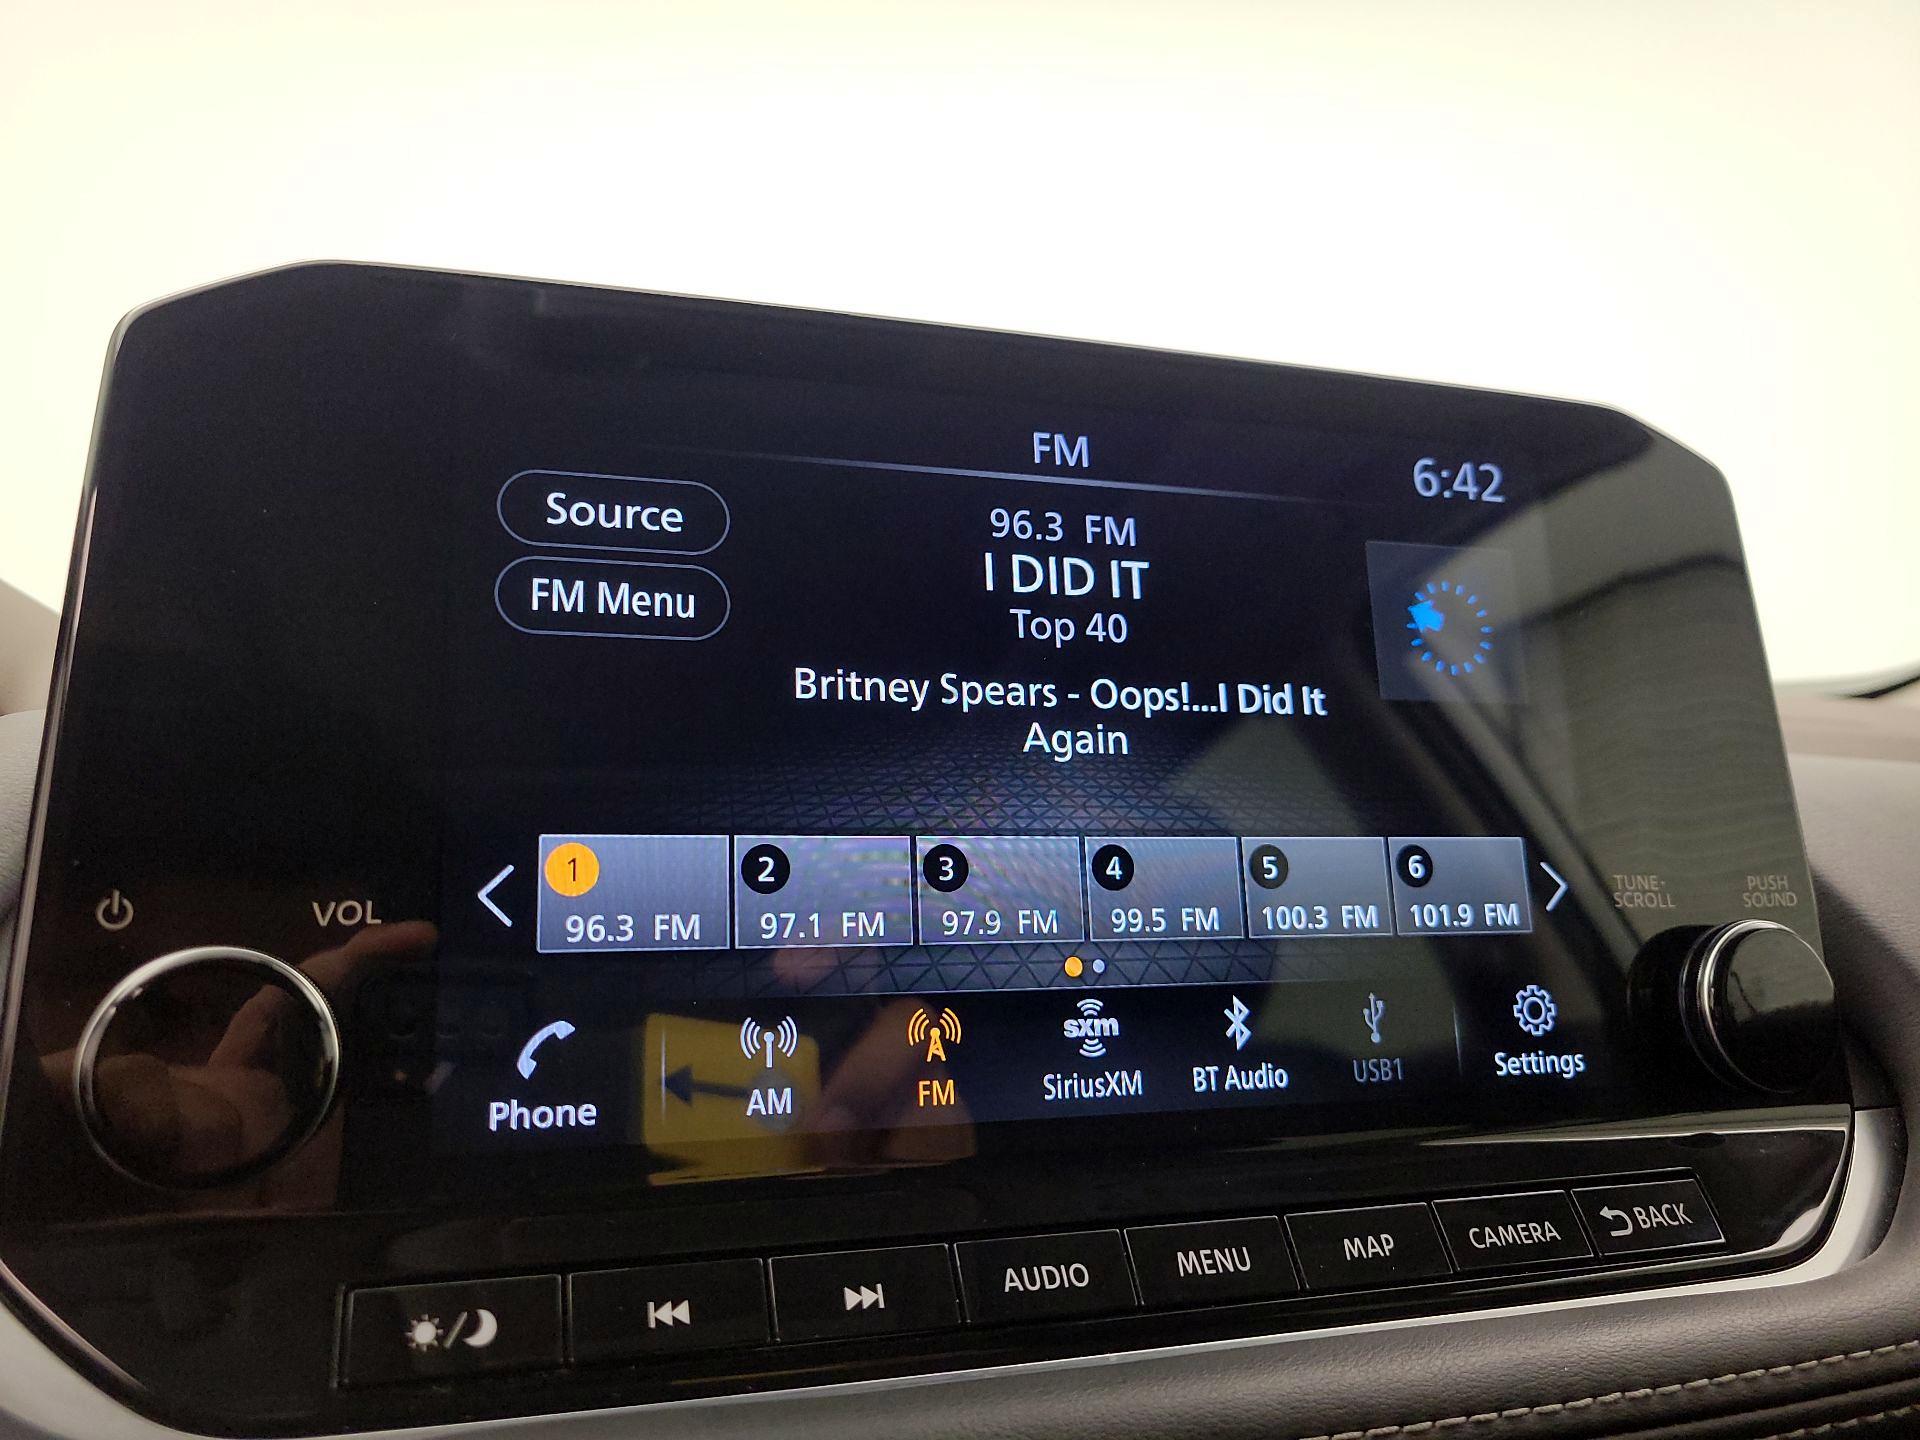 FM
6:42
Source
96.3 FM
I DID IT
FM Menu
Top 40
Britney Spears - Oops!...I Did It
Again
1
2
3
4
5
6
96.3 FM
97.1 FM
97.9 FM
99.5 FM
100.3 FM
101.9 FM
VOL
TUNE·
SCROLL
PUSH
SOUND
Phone
AM
FM
sxm
SiriusXM
BT Audio
USB1
Settings
AUDIO
MENU
MAP
CAMERA
BACK